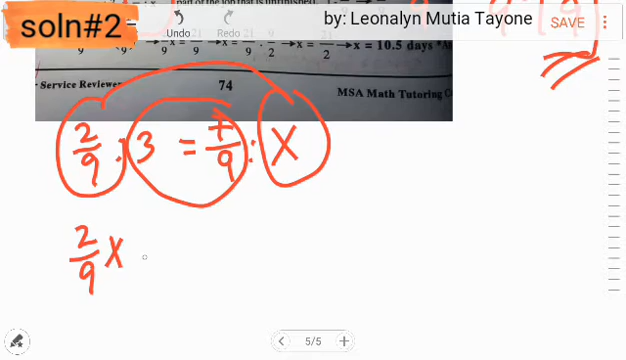 part of the job that is unfinished
soln#2
by: Leonalyn Mutia Tayone
SAVE
Undo
Redo
→ x = 10.5 days
Service Reviewer
74
MSA Math Tutoring
2/9 : 3 = 7/9 : X
2/9 X
5/5